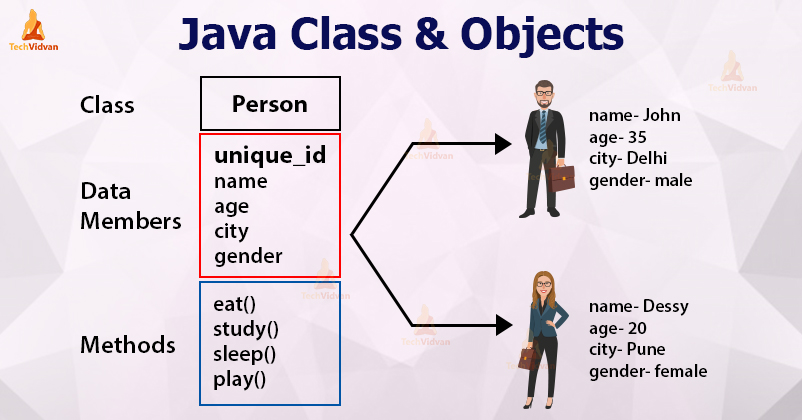 TechVidvan
Java Class & Objects
Class
Person
Data
Members
unique_id
name
age
city
gender
Methods
eat()
study()
sleep()
play()
name- John
age- 35
city- Delhi
gender- male
name- Dessy
age- 20
city- Pune
gender- female
TechVidvan
TechVidvan
TechVidvan
TechVidvan
TechVidvan